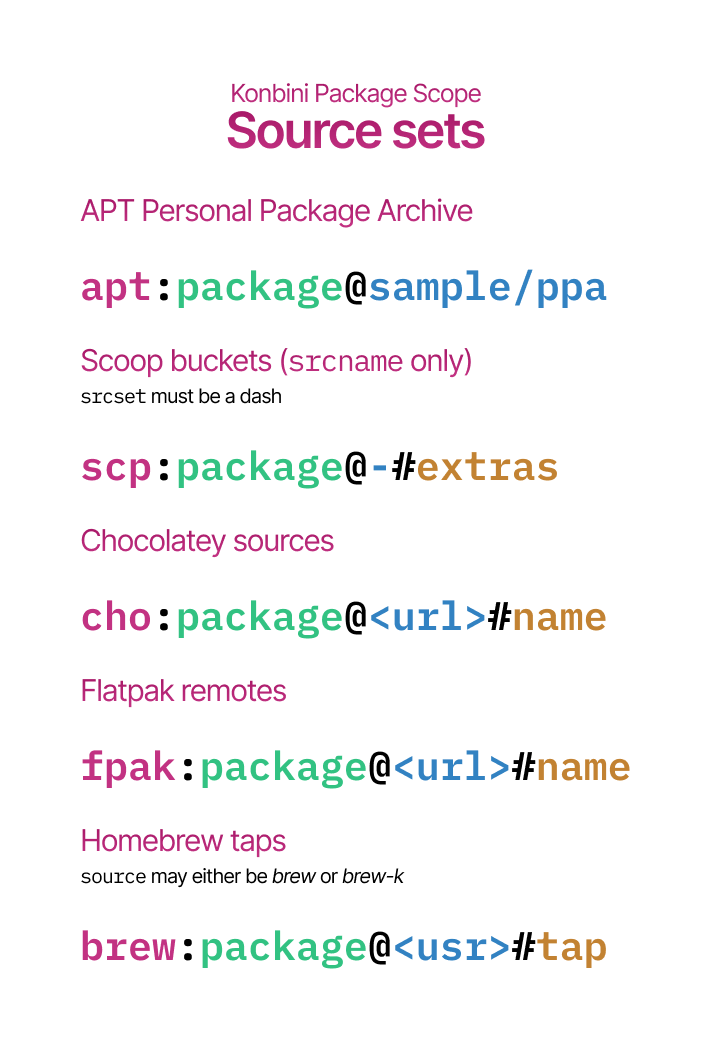 Konbini Package Scope
Source sets
APT Personal Package Archive
apt:package@sample/ppa
Scoop buckets (srcname only)
srcset must be a dash
scp:package@-#extras
Chocolatey sources
cho:package@<url>#name
Flatpak remotes
fpak:package@<url>#name
Homebrew taps
source may either be brew or brew-k
brew:package@<usr>#tap